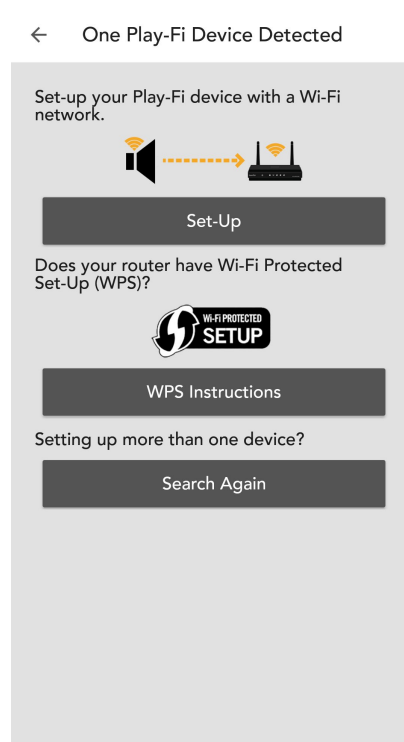 One Play-Fi Device Detected
Set-up your Play-Fi device with a Wi-Fi
network.
Set-Up
Does your router have Wi-Fi Protected
Set-Up (WPS)?
Wi-Fi PROTECTED
SETUP
WPS Instructions
Setting up more than one device?
Search Again